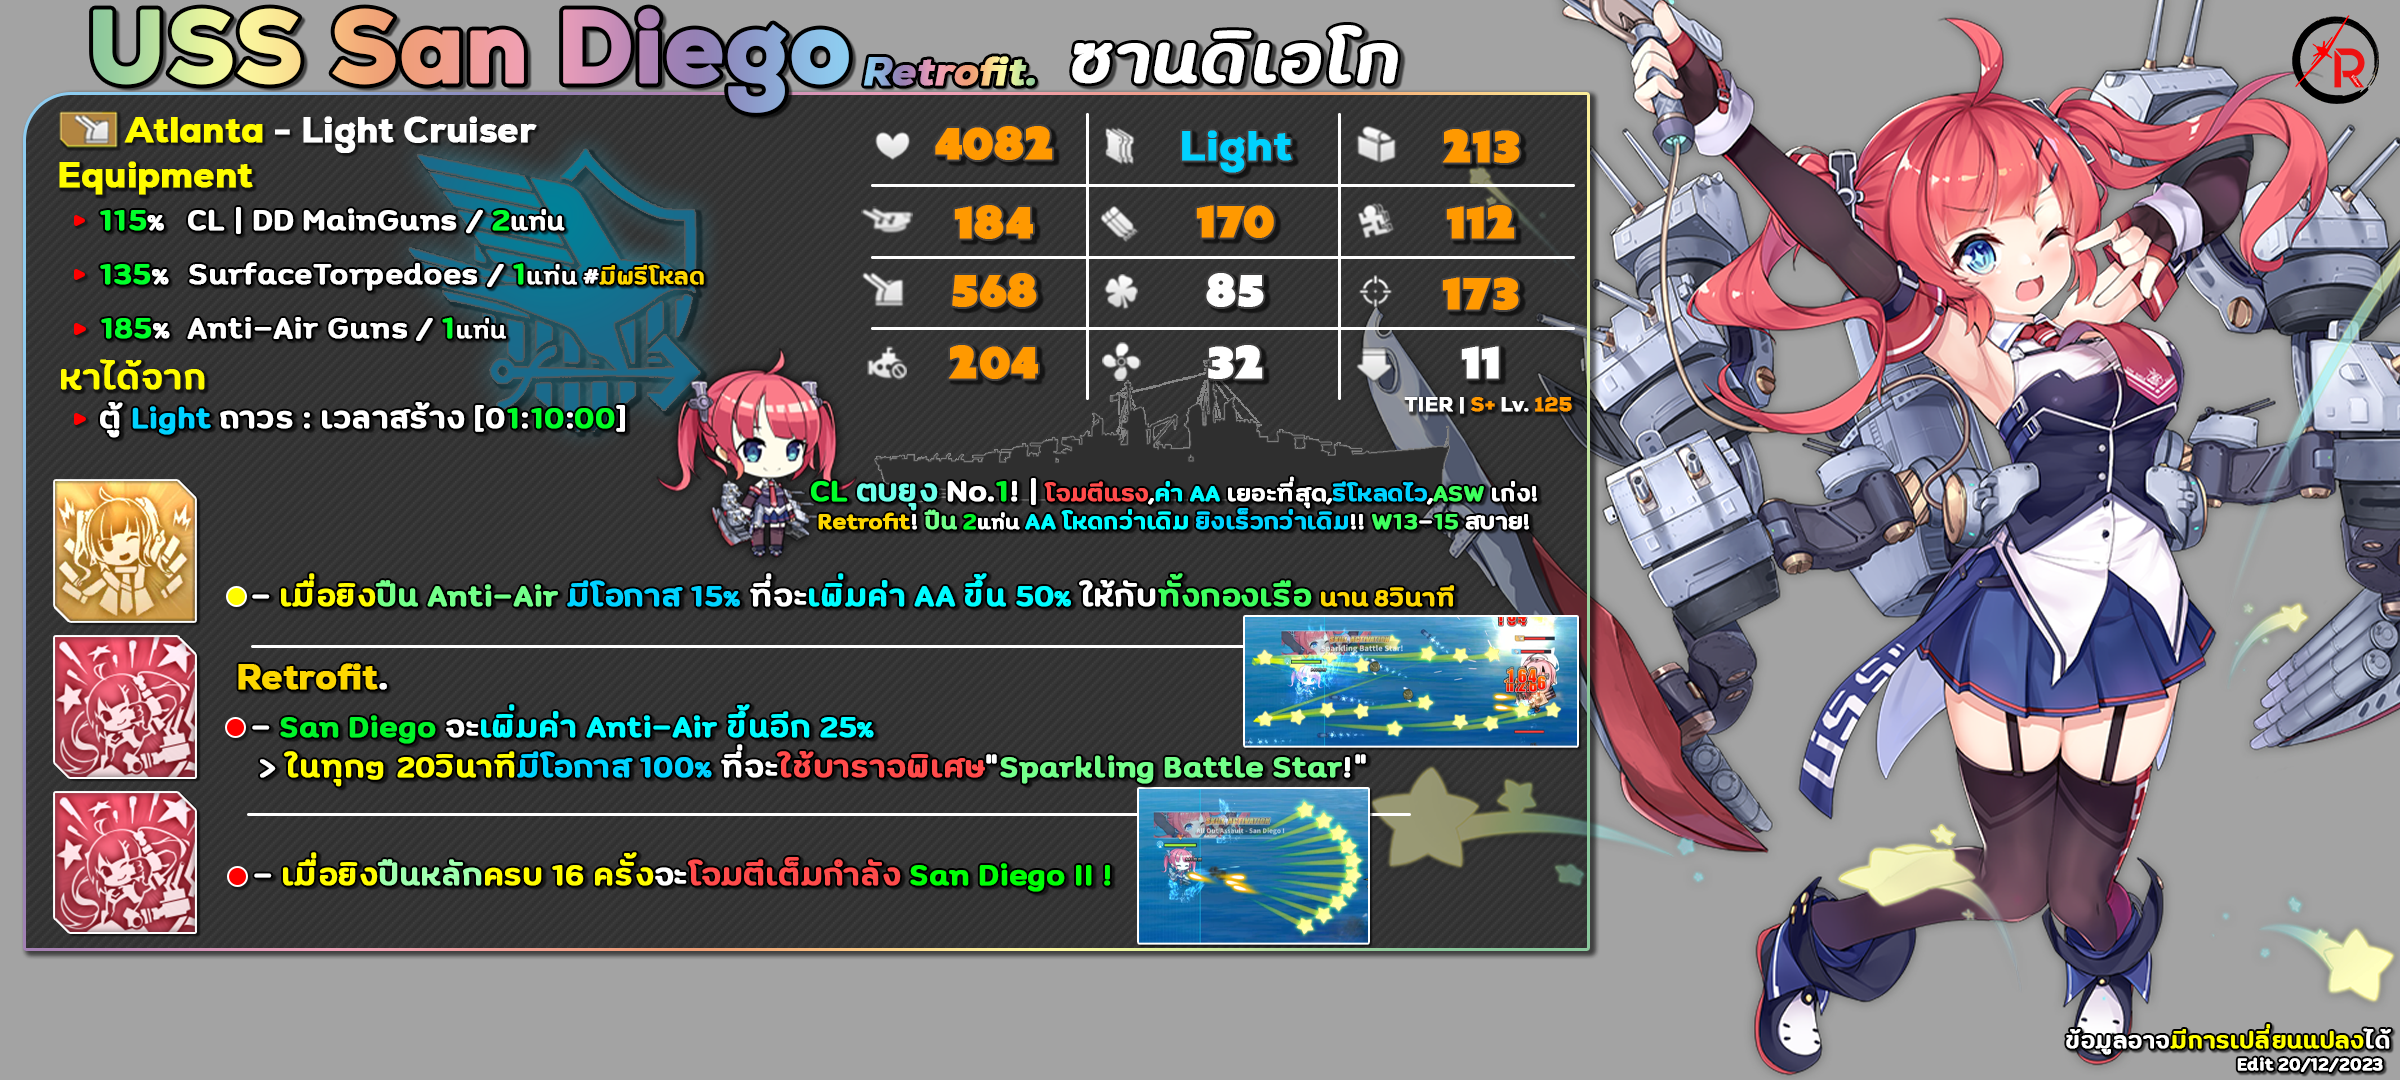 USS San Diego Retrofit. ซานดิเอโก
R
Atlanta - Light Cruiser
Equipment
115% CL | DD MainGuns / 2แท่น
135% SurfaceTorpedoes / 1แท่น #มีพรีโหลด
185% Anti-Air Guns / 1แท่น
หาได้จาก
ตู้ Light ถาวร : เวลาสร้าง [01:10:00]
4082 Light 213
184 170 112
568 85 173
204 32 11
TIER | S+ Lv. 125
CL ตบยุง No.1! | โจมตีแรง,ค่า AA เยอะที่สุด,รีโหลดไว,ASW เก่ง!
Retrofit! ปืน 2แท่น AA โหดกว่าเดิม ยิงเร็วกว่าเดิม!! W13-15 สบาย!
- เมื่อยิงปืน Anti-Air มีโอกาส 15% ที่จะเพิ่มค่า AA ขึ้น 50% ให้กับทั้งกองเรือ นาน 8วินาที
Retrofit.
- San Diego จะเพิ่มค่า Anti-Air ขึ้นอีก 25%
> ในทุกๆ 20วินาทีมีโอกาส 100% ที่จะใช้บาราจพิเศษ"Sparkling Battle Star!"
SKILL ACTIVATION
Sparkling Battle Star!
- เมื่อยิงปืนหลักครบ 16 ครั้งจะโจมตีเต็มกำลัง San Diego II !
SKILL ACTIVATION
All Out Assault - San Diego I
USS
ข้อมูลอาจมีการเปลี่ยนแปลงได้
Edit 20/12/2023